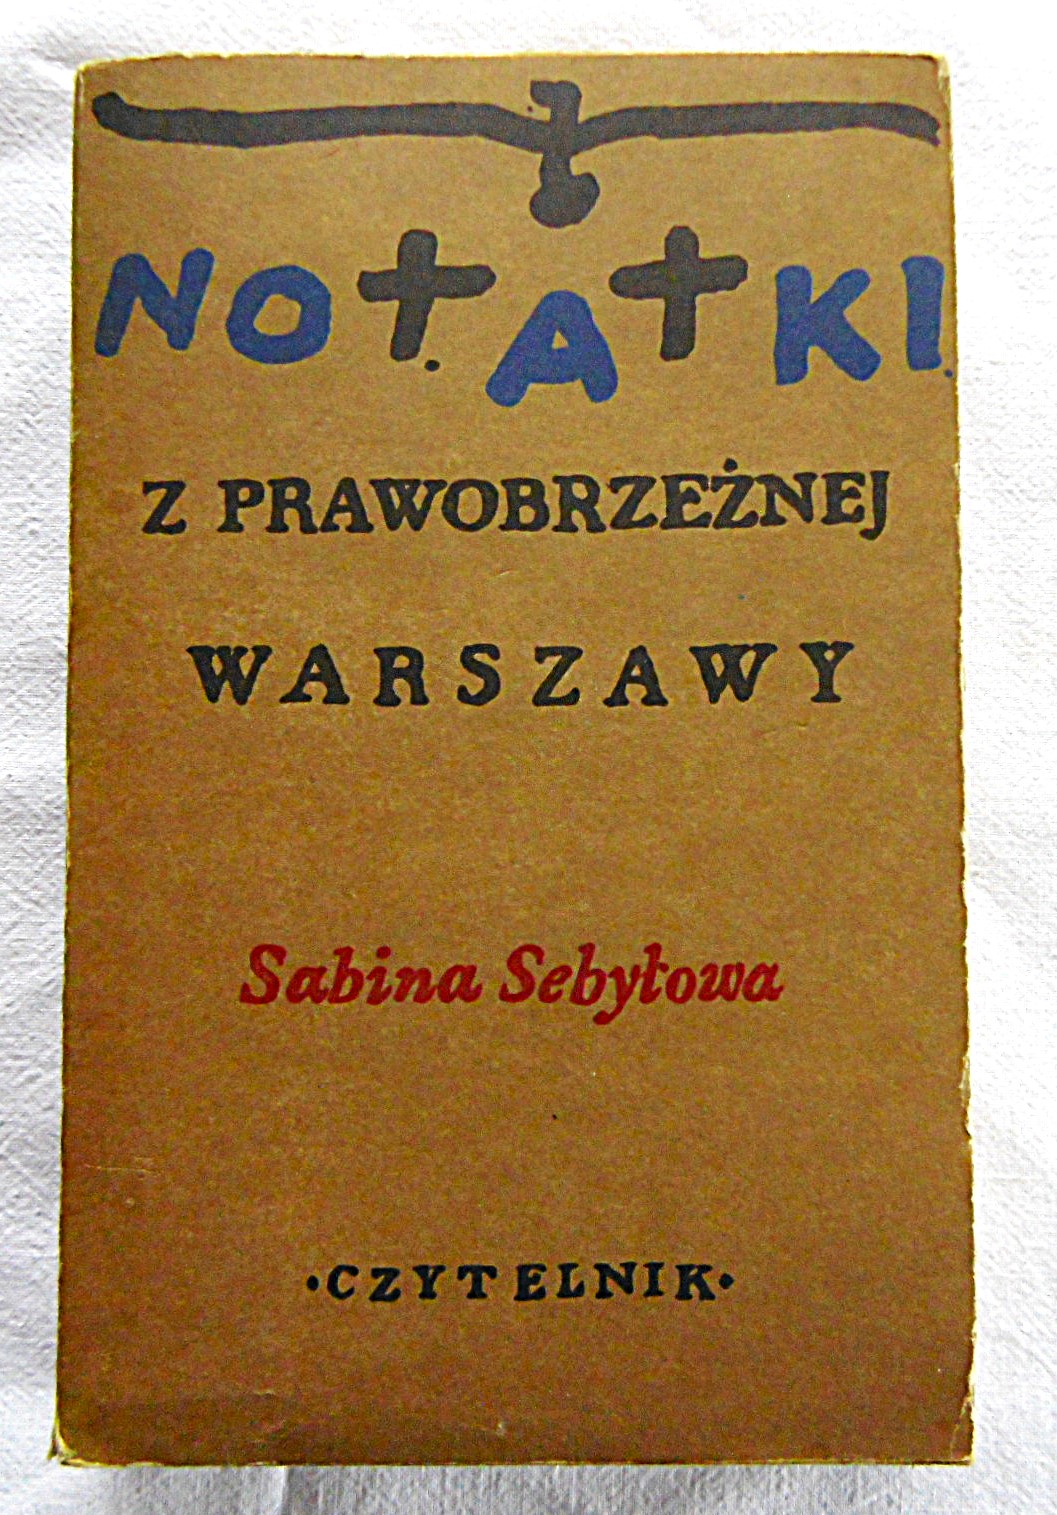 NOTATKI
Z PRAWOBRZEŻNEJ
WARSZAWY
Sabina Sebyłowa
·CZYTELNIK·